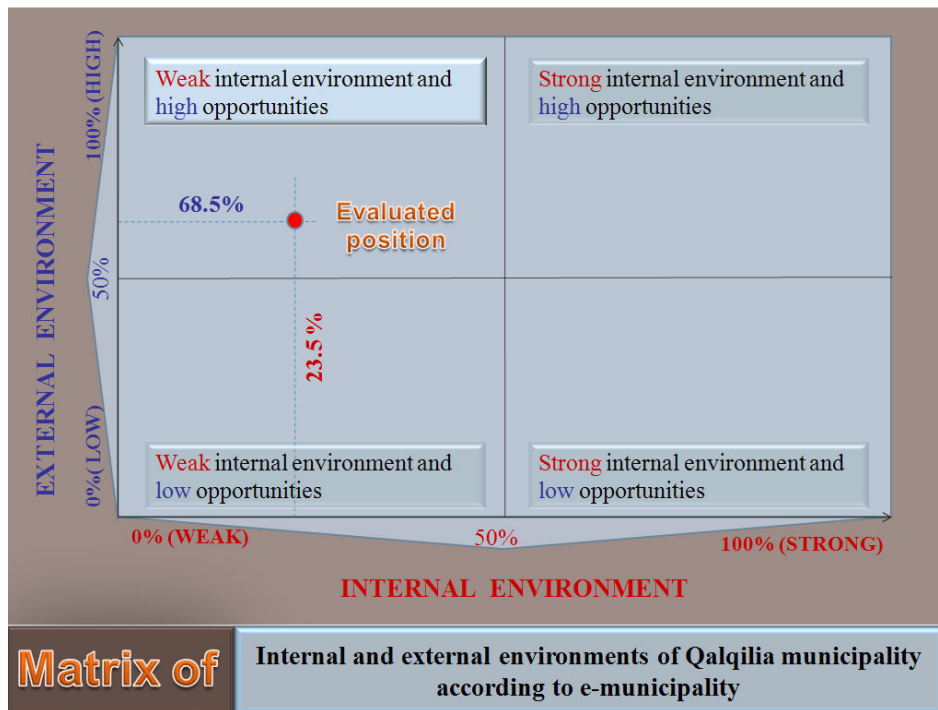 Weak internal environment and
high opportunities
Strong internal environment and
high opportunities
100% (HIGH)
68.5%
Evaluated
position
EXTERNAL ENVIRONMENT
50%
23.5 %
0%( LOW)
Weak internal environment and
low opportunities
Strong internal environment and
low opportunities
0% (WEAK)
50%
100% (STRONG)
INTERNAL ENVIRONMENT
Matrix of
Internal and external environments of Qalqilia municipality
according to e-municipality